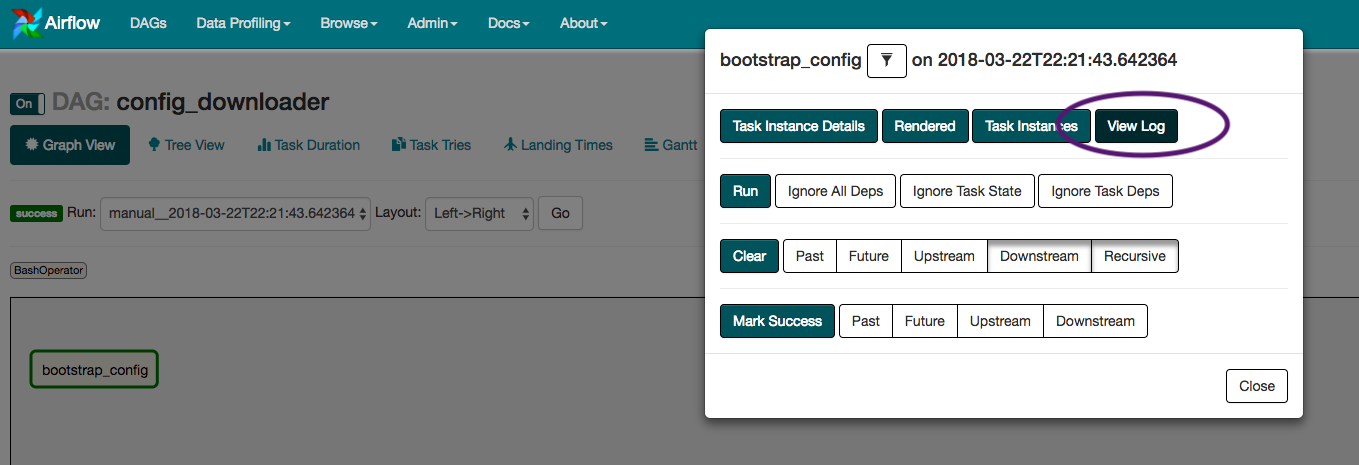 Airflow DAGs Data Profiling Browse Admin Docs About
On DAG: config_downloader
Graph View Tree View Task Duration Task Tries Landing Times Gantt
success Run: manual__2018-03-22T22:21:43.642364 Layout: Left->Right Go
BashOperator
bootstrap_config
bootstrap_config on 2018-03-22T22:21:43.642364
Task Instance Details Rendered Task Instances View Log
Run Ignore All Deps Ignore Task State Ignore Task Deps
Clear Past Future Upstream Downstream Recursive
Mark Success Past Future Upstream Downstream
Close